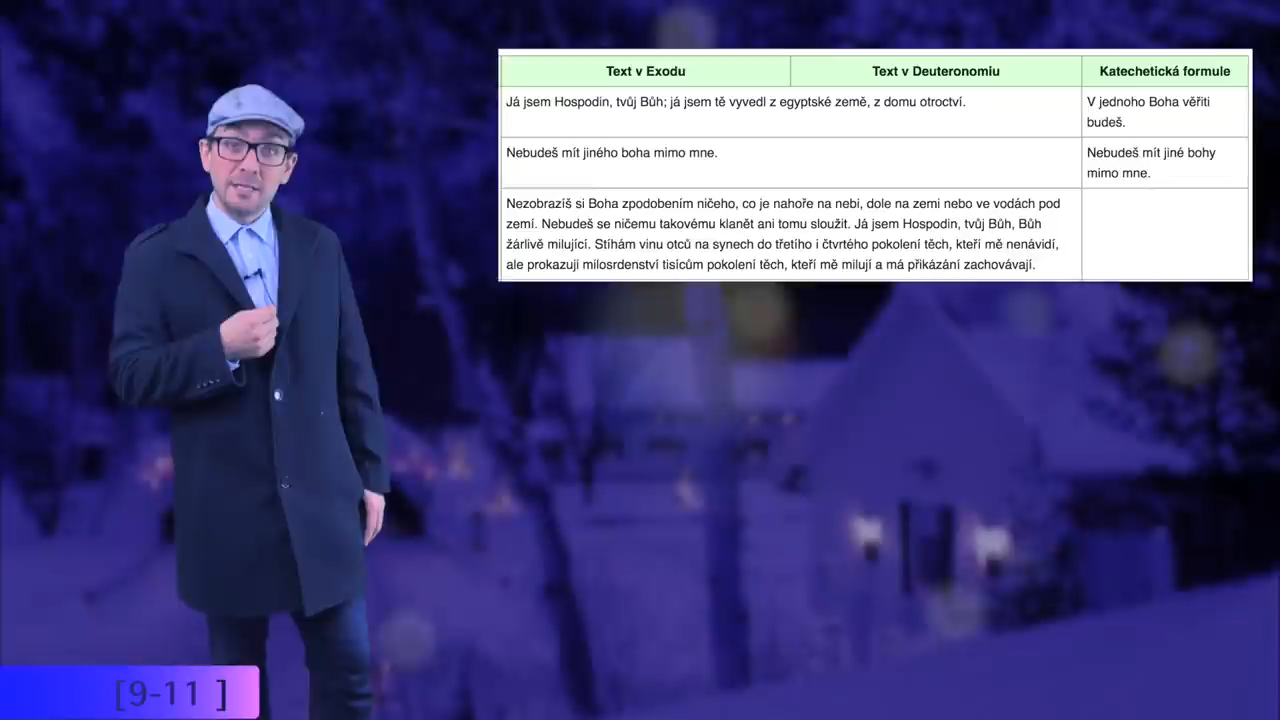 Text v Exodu Text v Deuteronomiu Katechetická formule
Já jsem Hospodin, tvůj Bůh; já jsem tě vyvedl z egyptské země, z domu otroctví.
V jednoho Boha věřiti
budeš.
Nebudeš mít jiného boha mimo mne.
Nebudeš mít jiné bohy
mimo mne.
Nezobrazíš si Boha zpodobením ničeho, co je nahoře na nebi, dole na zemi nebo ve vodách pod
zemí. Nebudeš se ničemu takovému klanět ani tomu sloužit. Já jsem Hospodin, tvůj Bůh, Bůh
žárlivě milující. Stíhám vinu otců na synech do třetího i čtvrtého pokolení těch, kteří mě nenávidí,
ale prokazuji milosrdenství tisícům pokolení těch, kteří mě milují a má přikázání zachovávají.
[9-11 ]